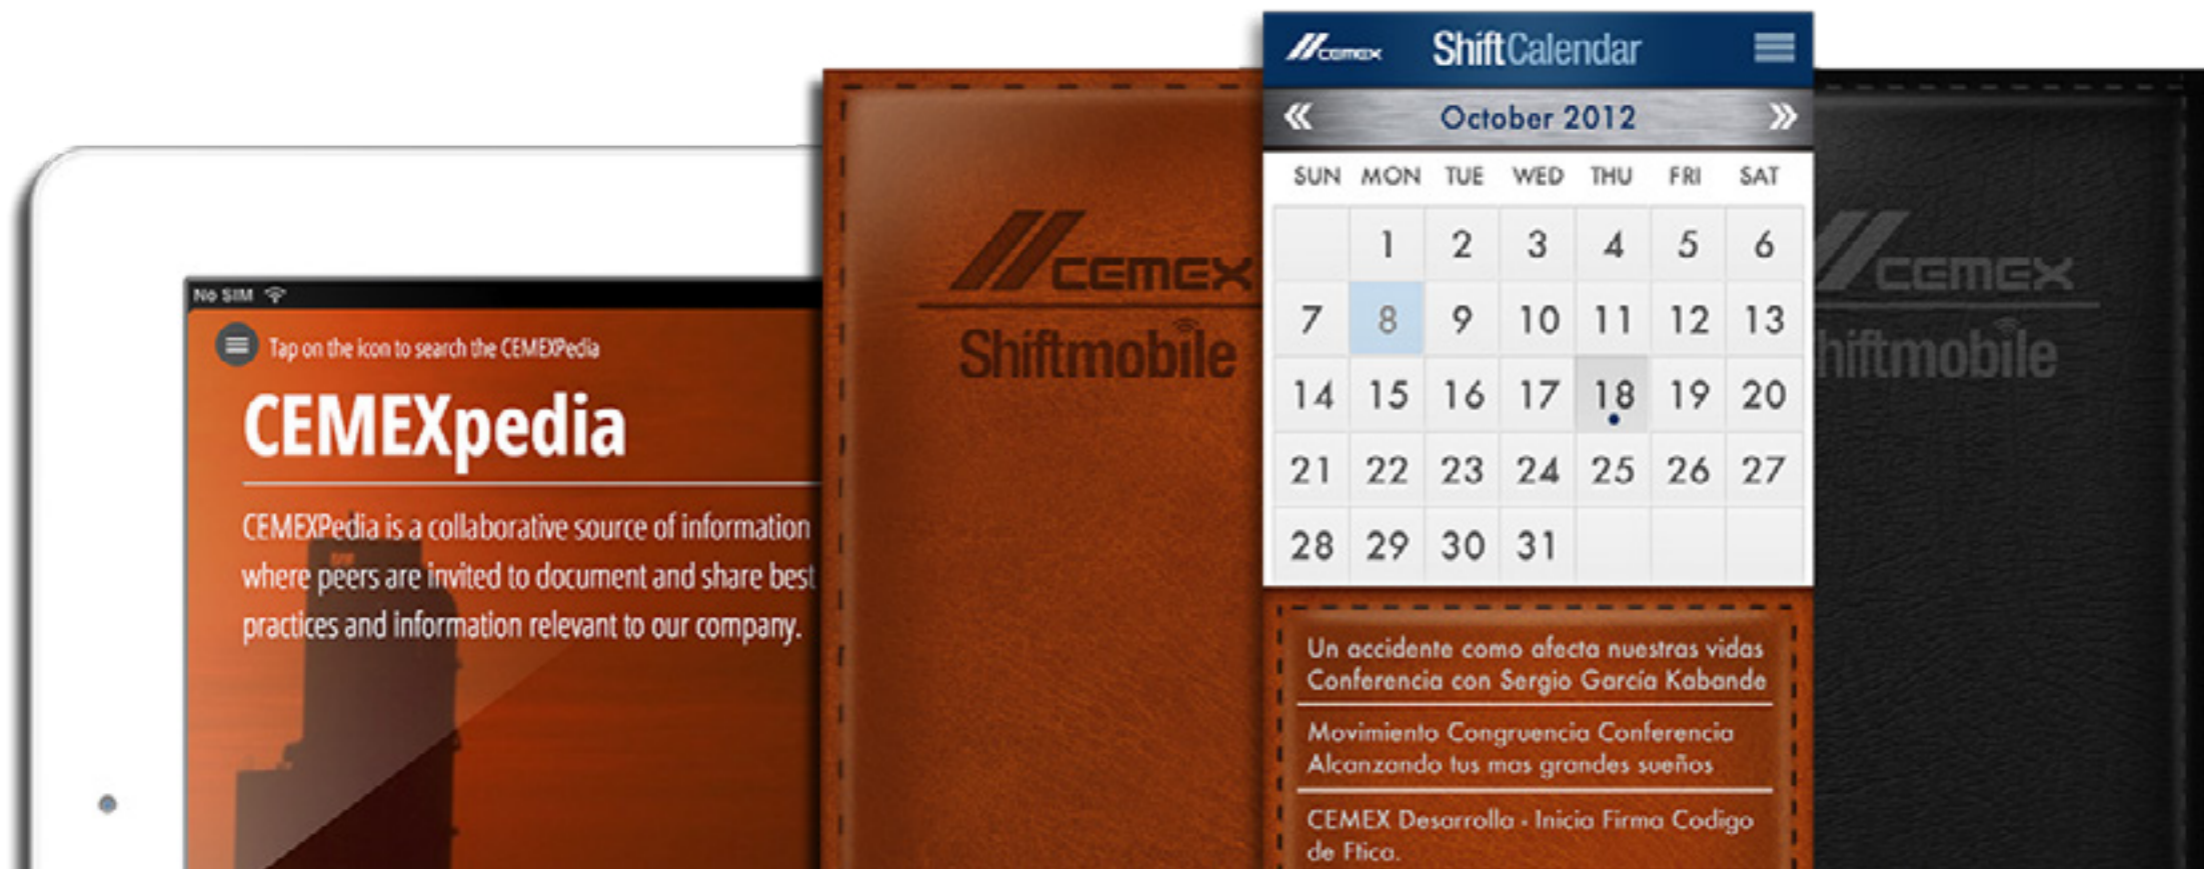 No SIM
Tap on the icon to search the CEMEXPedia
CEMEXpedia
CEMEXPedia is a collaborative source of information
where peers are invited to document and share best
practices and information relevant to our company.
CEMEX
Shiftmobile
CEMEX ShiftCalendar
« October 2012 »
SUN MON TUE WED THU FRI SAT
1 2 3 4 5 6
7 8 9 10 11 12 13
14 15 16 17 18 19 20
21 22 23 24 25 26 27
28 29 30 31
Un accidente como afecta nuestras vidas
Conferencia con Sergio García Kabande
Movimiento Congruencia Conferencia
Alcanzando tus mas grandes sueños
CEMEX Desarrolla - Inicia Firma Codigo
de Etica.
CEMEX
hiftmobile